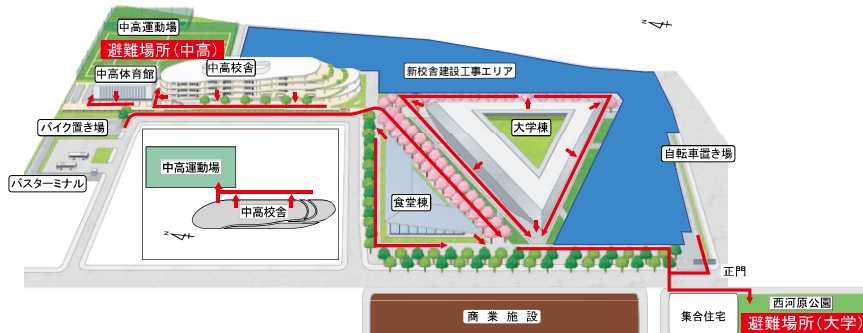 中高運動場
避難場所(中高)
中高校舎
中高体育館
新校舎建設工事エリア
バイク置き場
大学棟
自転車置き場
中高運動場
バスターミナル
食堂棟
中高校舎
N
N
正門
西河原公園
商業施設
集合住宅
避難場所(大学)